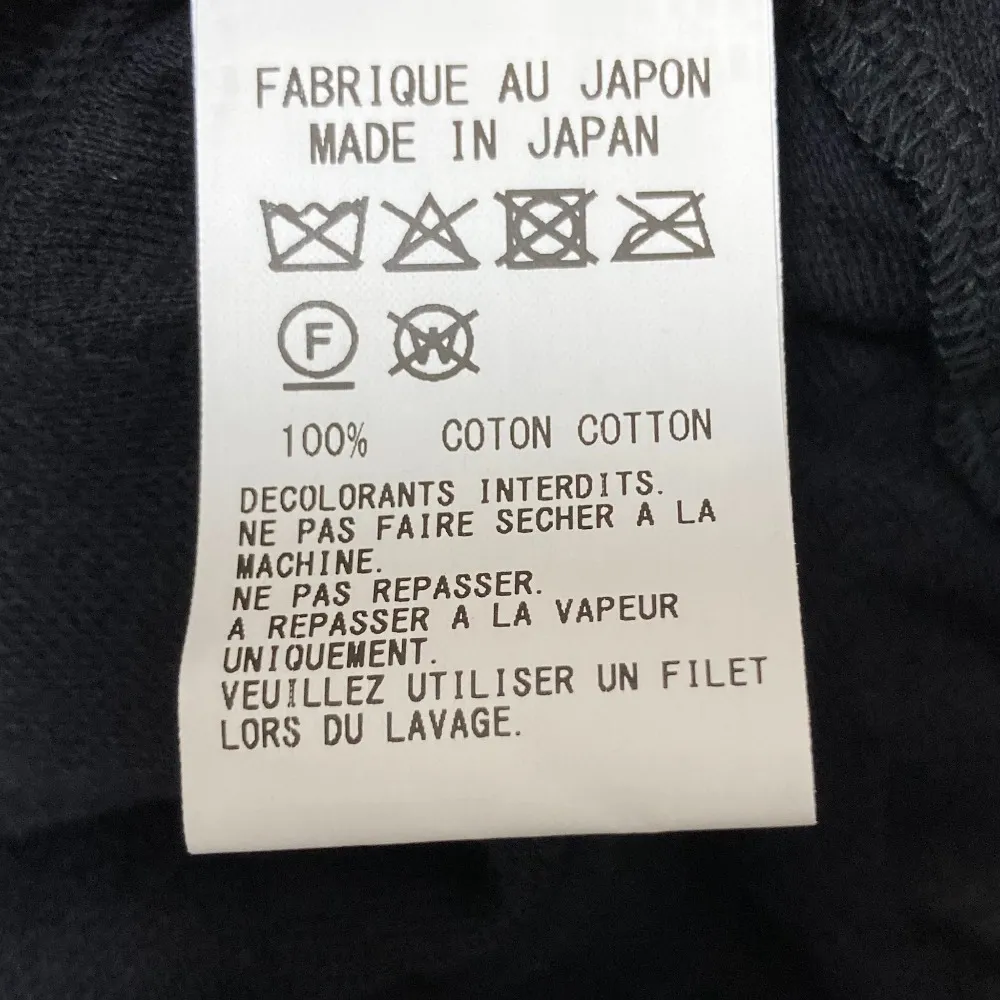 FABRIQUE AU JAPON
MADE IN JAPAN
F W
100% COTON COTTON
DECOLORANTS INTERDITS.
NE PAS FAIRE SECHER A LA
MACHINE.
NE PAS REPASSER.
A REPASSER A LA VAPEUR
UNIQUEMENT.
VEUILLEZ UTILISER UN FILET
LORS DU LAVAGE.